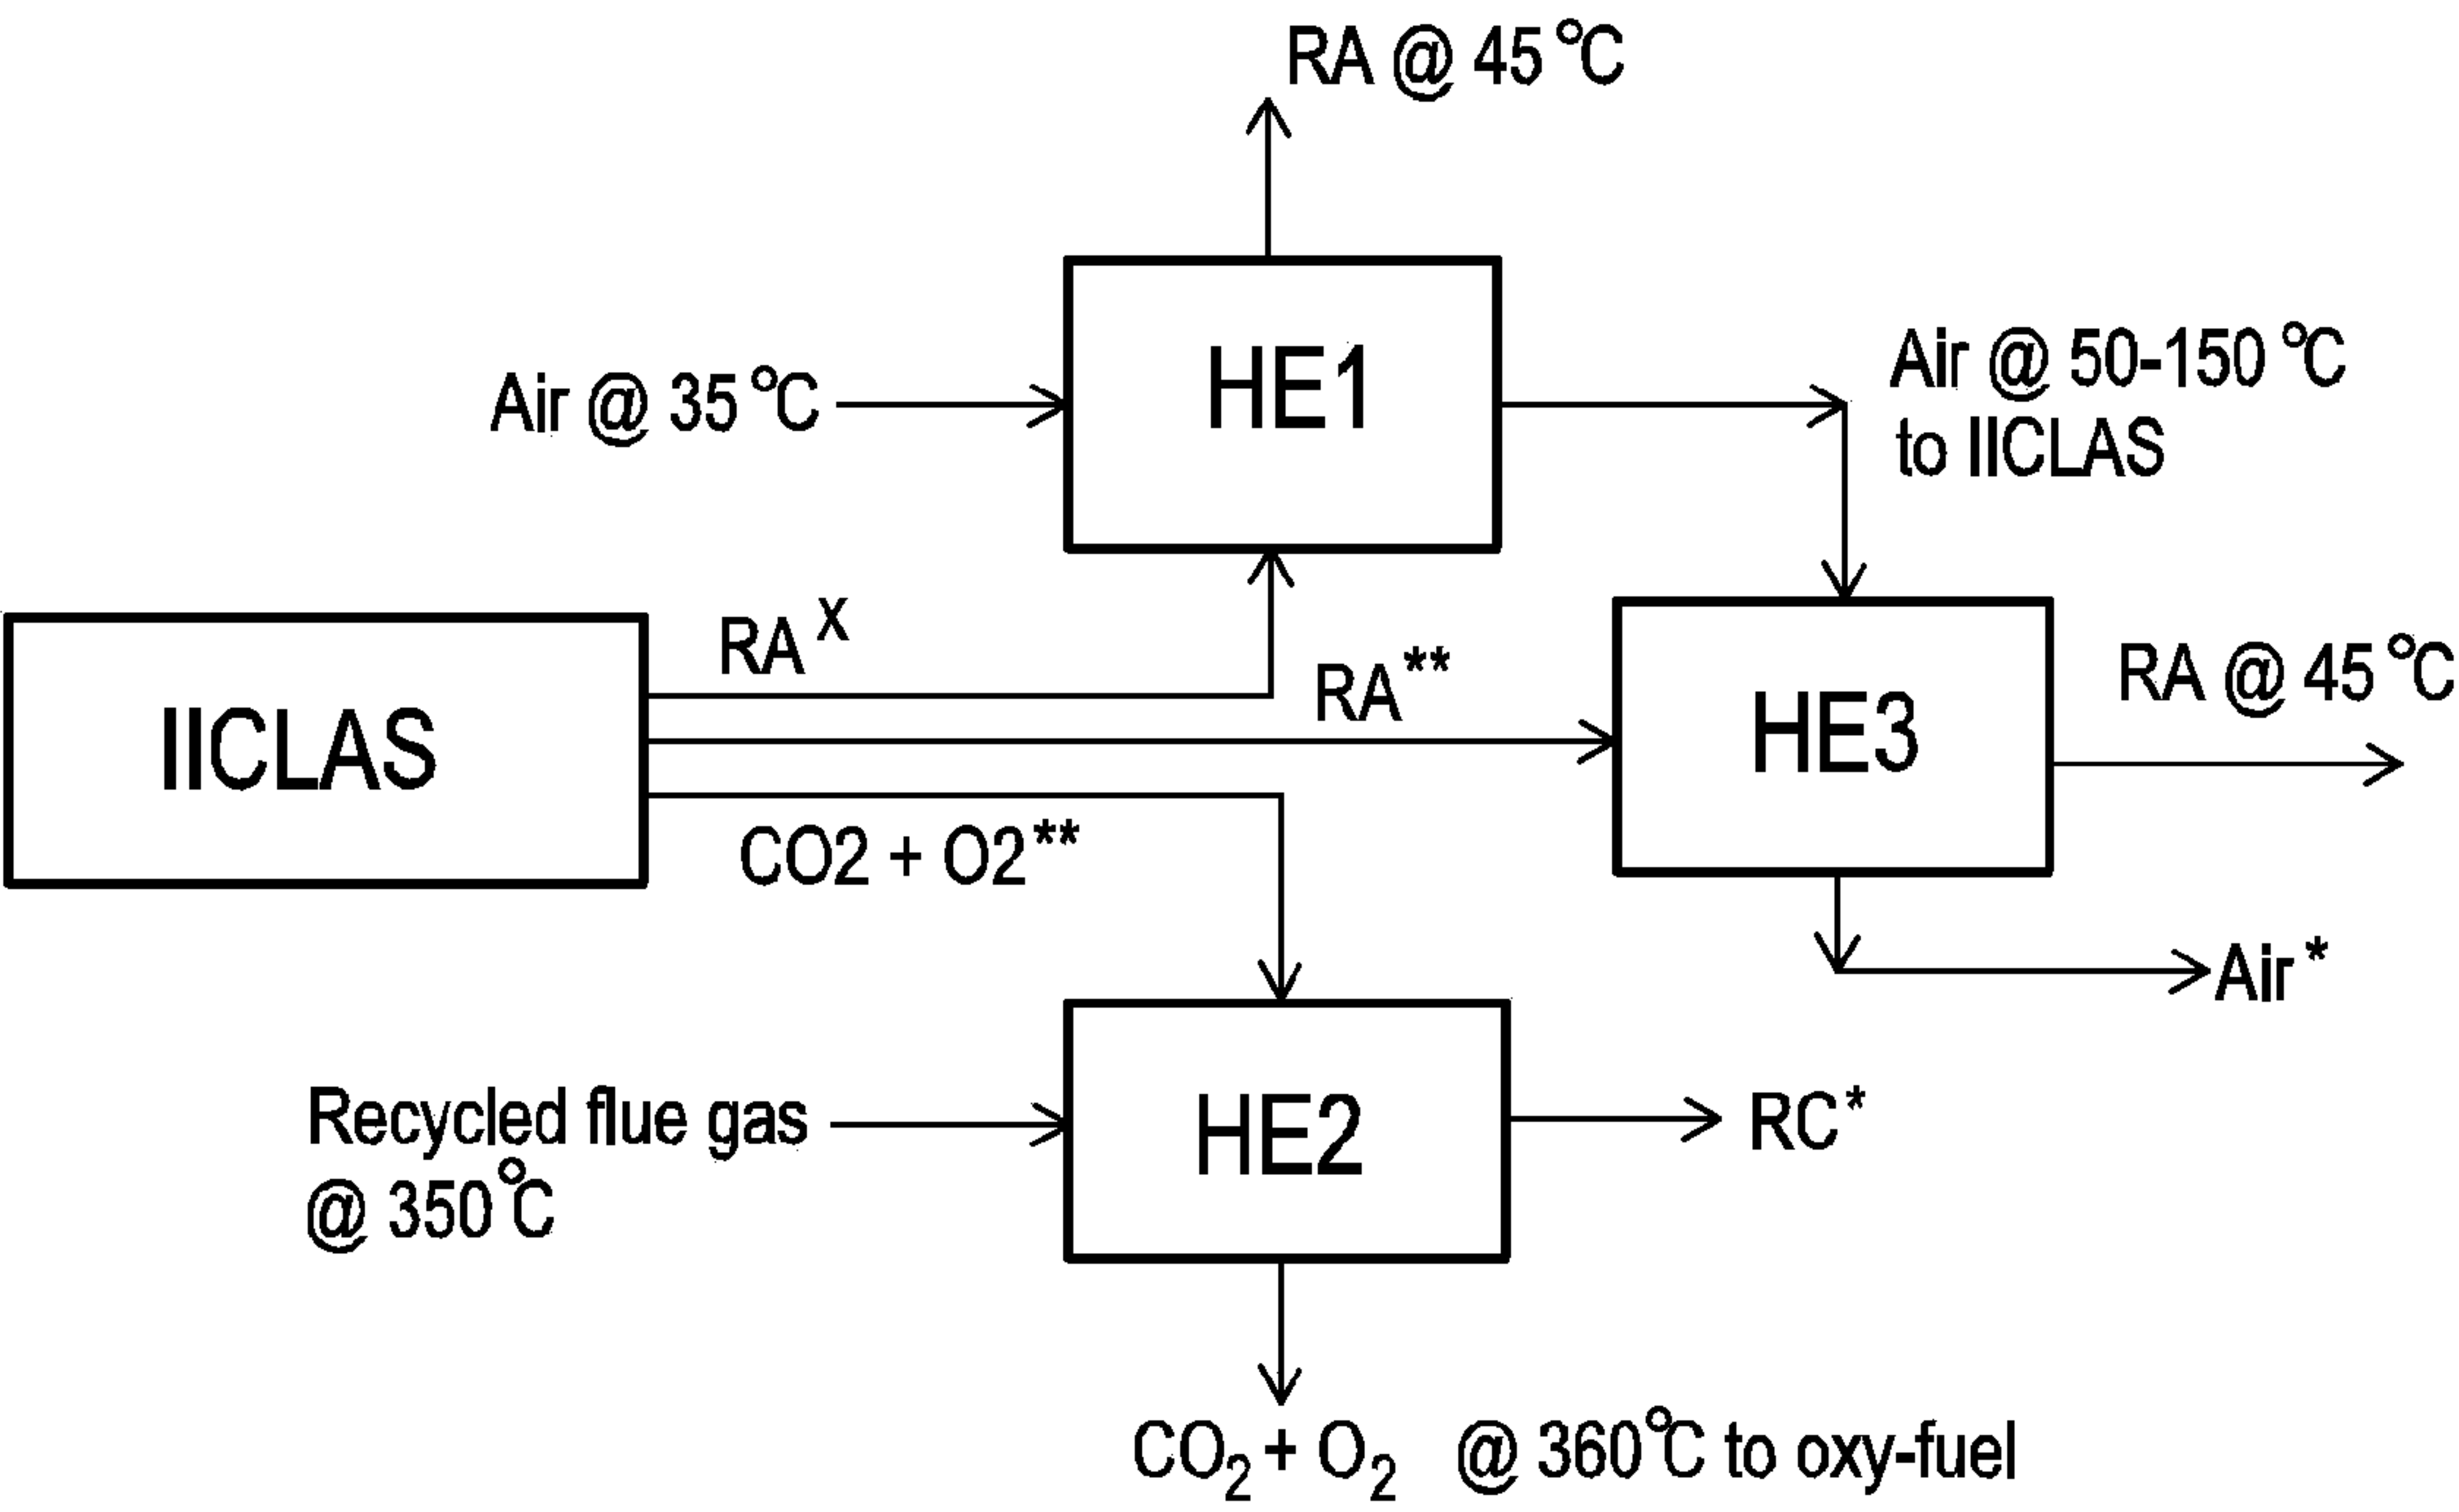 RA @ 45 °C
Air @ 35 °C
HE1
Air @ 50-150 °C
to IICLAS
RA^X
RA**
IICLAS
HE3
RA @ 45 °C
CO2 + O2**
Air*
Recycled flue gas
@ 350°C
HE2
RC*
CO₂ + O₂ @ 360°C to oxy-fuel